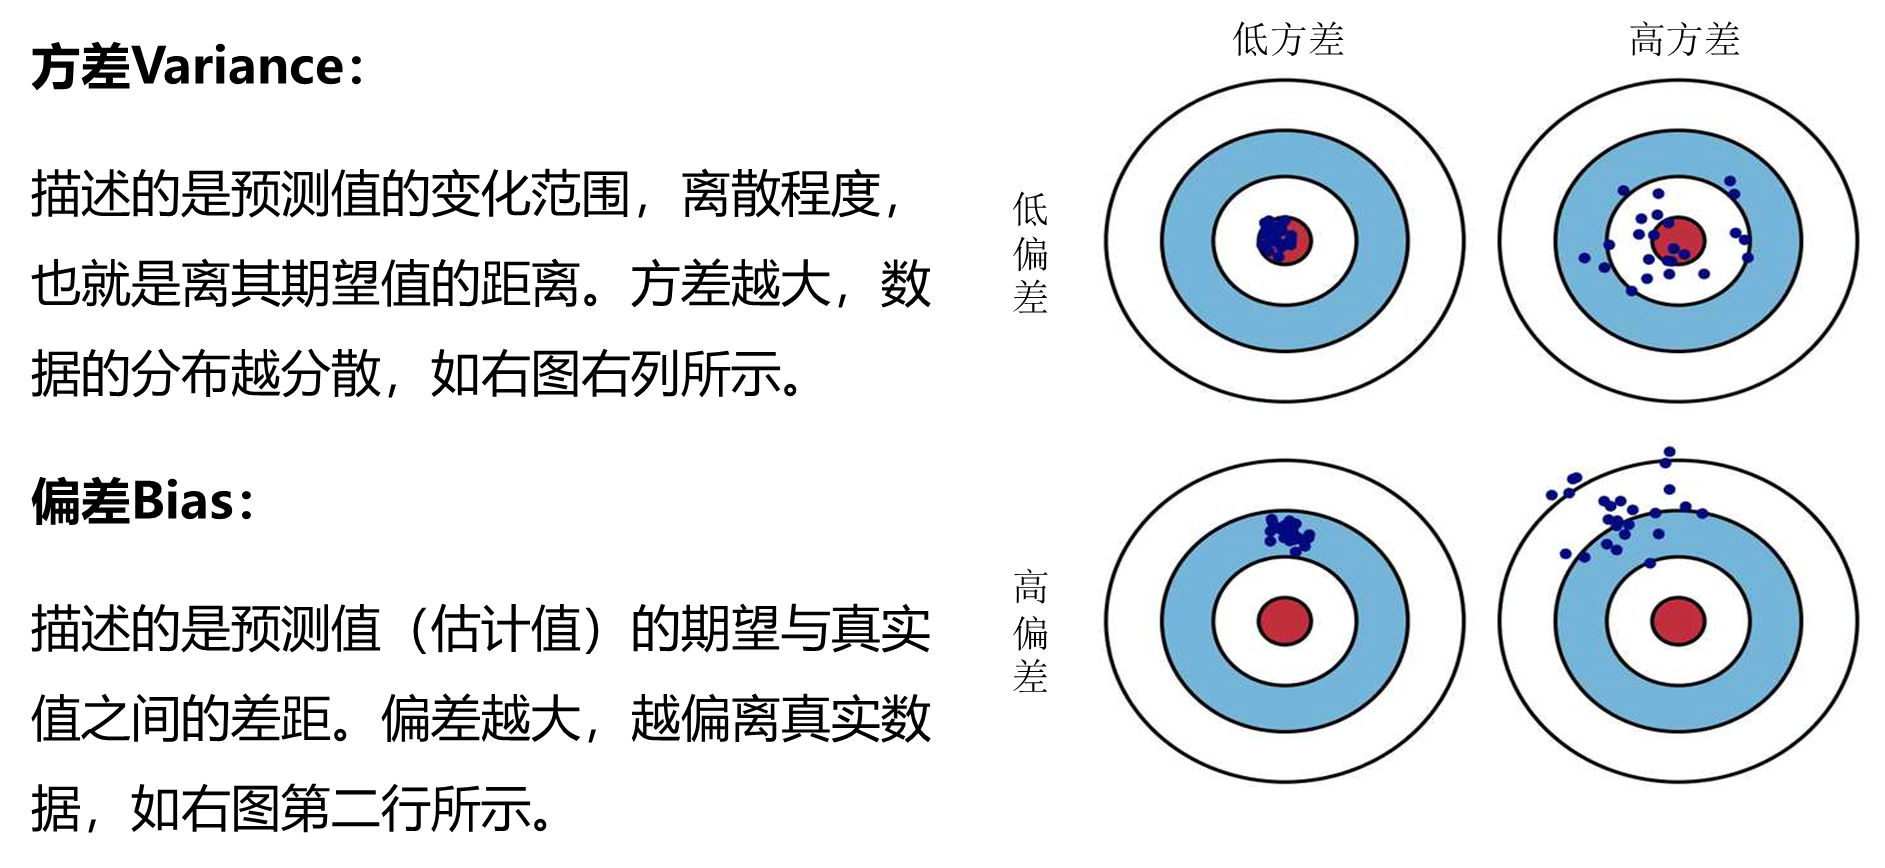 方差Variance：
描述的是预测值的变化范围，离散程度，
也就是离其期望值的距离。方差越大，数
据的分布越分散，如右图右列所示。
偏差Bias：
描述的是预测值（估计值）的期望与真实
值之间的差距。偏差越大，越偏离真实数
据，如右图第二行所示。
低方差
高方差
低偏差
高偏差